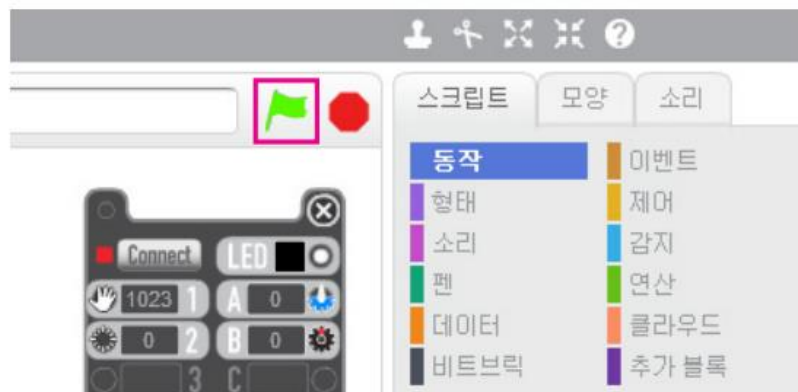 스크립트 모양 소리
동작 이벤트
형태 제어
소리 감지
펜 연산
데이터 클라우드
비트브릭 추가 블록
Connect LED
1023 1 A 0
0 2 B 0
3 C